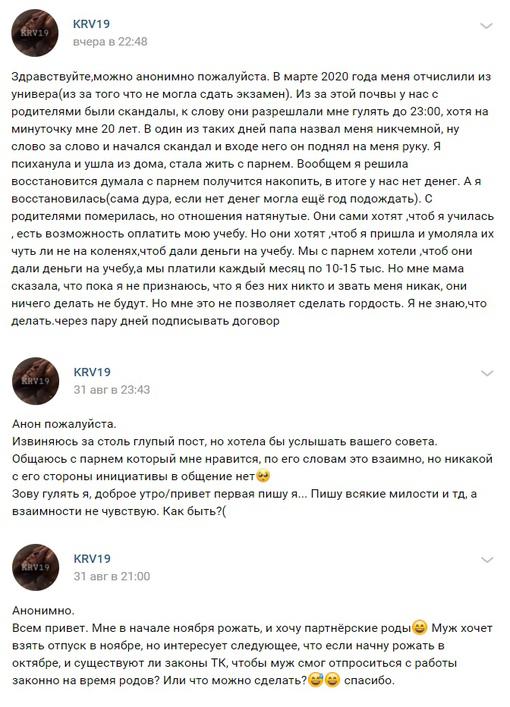 KRV19
KRV19
вчера в 22:48
Здравствуйте,можно анонимно пожалуйста. В марте 2020 года меня отчислили из
универа(из за того что не могла сдать экзамен). Из за этой почвы у нас с
родителями были скандалы, к слову они разрешали мне гулять до 23:00, хотя на
минуточку мне 20 лет. В один из таких дней папа назвал меня никчемной, ну
слово за слово и начался скандал и входе него он поднял на меня руку. Я
психанула и ушла из дома, стала жить с парнем. Вообщем я решила
восстановится думала с парнем получится накопить, в итоге у нас нет денег. А я
восстановилась(сама дура, если нет денег могла ещё год подождать). С
родителями померилась, но отношения натянутые. Они сами хотят ,чтоб я училась
, есть возможность оплатить мою учебу. Но они хотят ,чтоб я пришла и умоляла их
чуть ли не на коленях,чтоб дали деньги на учебу. Мы с парнем хотели ,чтоб они
дали деньги на учебу,а мы платили каждый месяц по 10-15 тыс. Но мне мама
сказала, что пока я не признаюсь, что я без них никто и звать меня никак, они
ничего делать не будут. Но мне это не позволяет сделать гордость. Я не знаю,что
делать.через пару дней подписывать договор
KRV19
KRV19
31 авг в 23:43
Анон пожалуйста.
Извиняюсь за столь глупый пост, но хотела бы услышать вашего совета.
Общаюсь с парнем который мне нравится, по его словам это взаимно, но никакой
с его стороны инициативы в общение нет🥺
Зову гулять я, доброе утро/привет первая пишу я... Пишу всякие милости и тд, а
взаимности не чувствую. Как быть?(
KRV19
KRV19
31 авг в 21:00
Анонимно.
Всем привет. Мне в начале ноября рожать, и хочу партнёрские роды😄 Муж хочет
взять отпуск в ноябре, но интересует следующее, что если начну рожать в
октябре, и существуют ли законы ТК, чтобы муж смог отпроситься с работы
законно на время родов? Или что можно сделать?😅😄 спасибо.